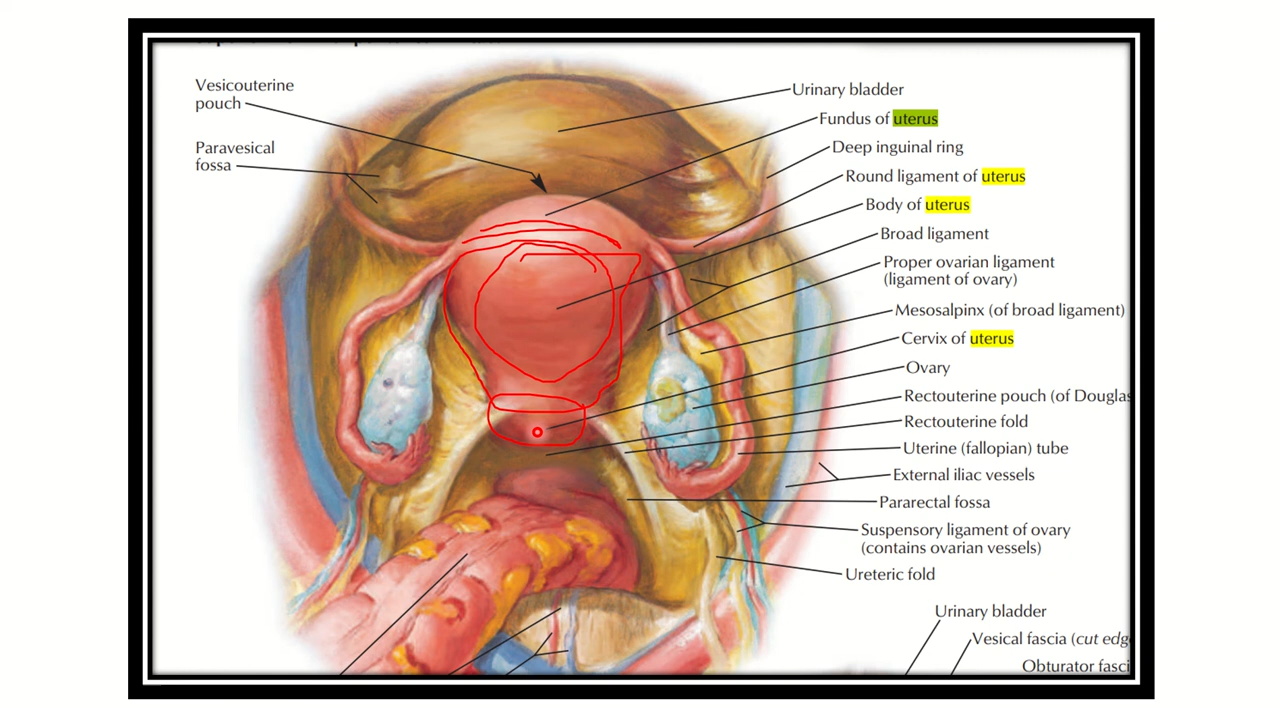 Vesicouterine
pouch
Paravesical
fossa
Urinary bladder
Fundus of uterus
Deep inguinal ring
Round ligament of uterus
Body of uterus
Broad ligament
Proper ovarian ligament
(ligament of ovary)
Mesosalpinx (of broad ligament)
Cervix of uterus
Ovary
Rectouterine pouch (of Douglas
Rectouterine fold
Uterine (fallopian) tube
External iliac vessels
Pararectal fossa
Suspensory ligament of ovary
(contains ovarian vessels)
Ureteric fold
Urinary bladder
Vesical fascia (cut edg
Obturator fasci